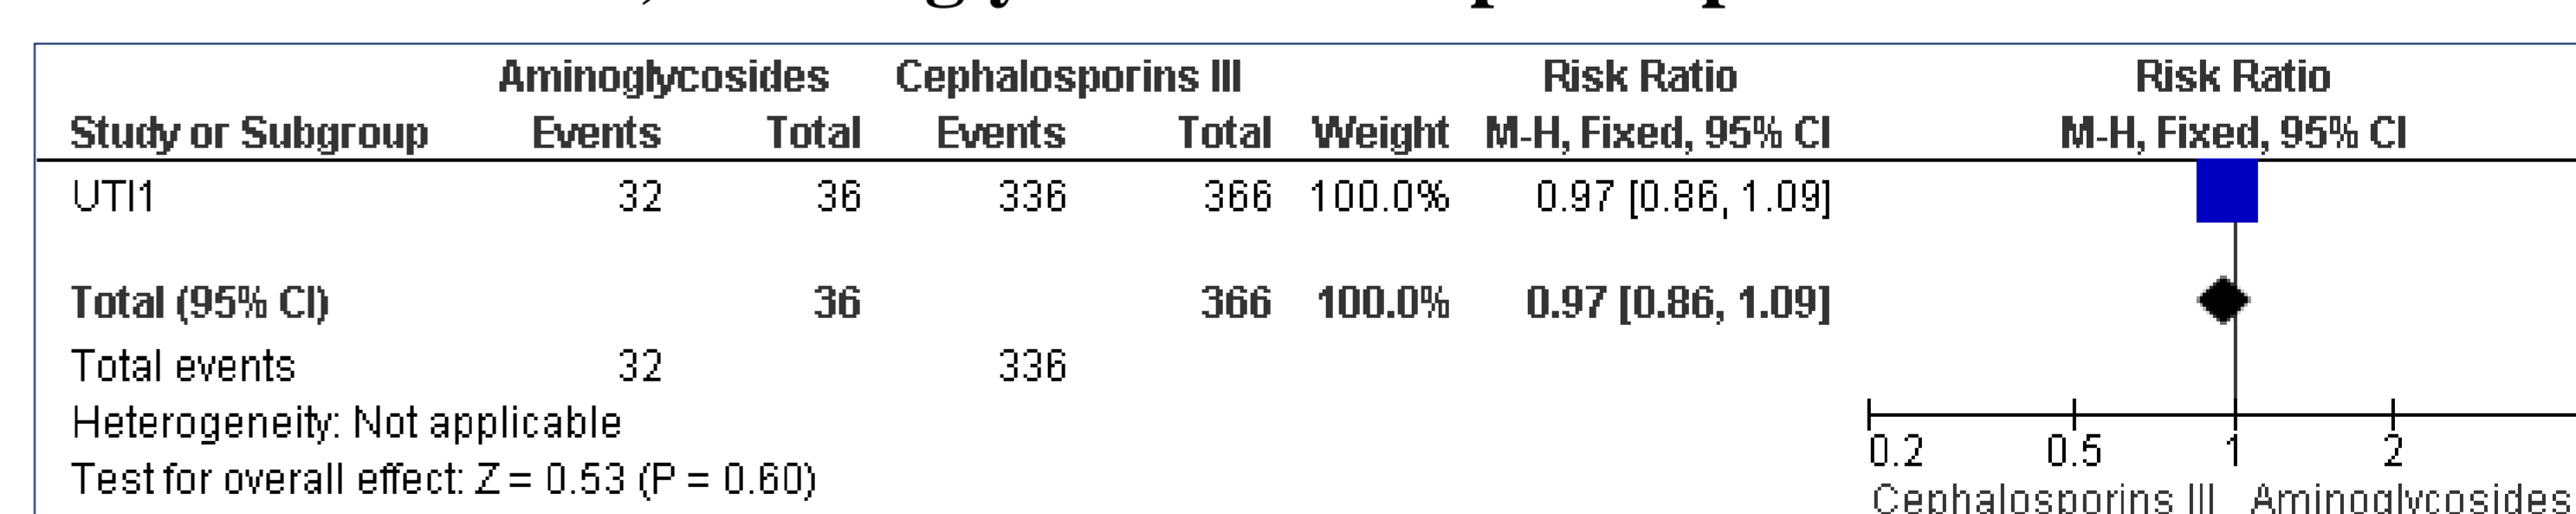 Aminoglycosides Cephalosporins III Risk Ratio Risk Ratio
Study or Subgroup Events Total Events Total Weight M-H, Fixed, 95% CI M-H, Fixed, 95% CI
UTI1 32 36 336 366 100.0% 0.97 [0.86, 1.09]
Total (95% CI) 36 366 100.0% 0.97 [0.86, 1.09]
Total events 32 336
Heterogeneity: Not applicable
Test for overall effect: Z = 0.53 (P = 0.60)
0.2 0.5 1 2
Cephalosporins III Aminoglycosides